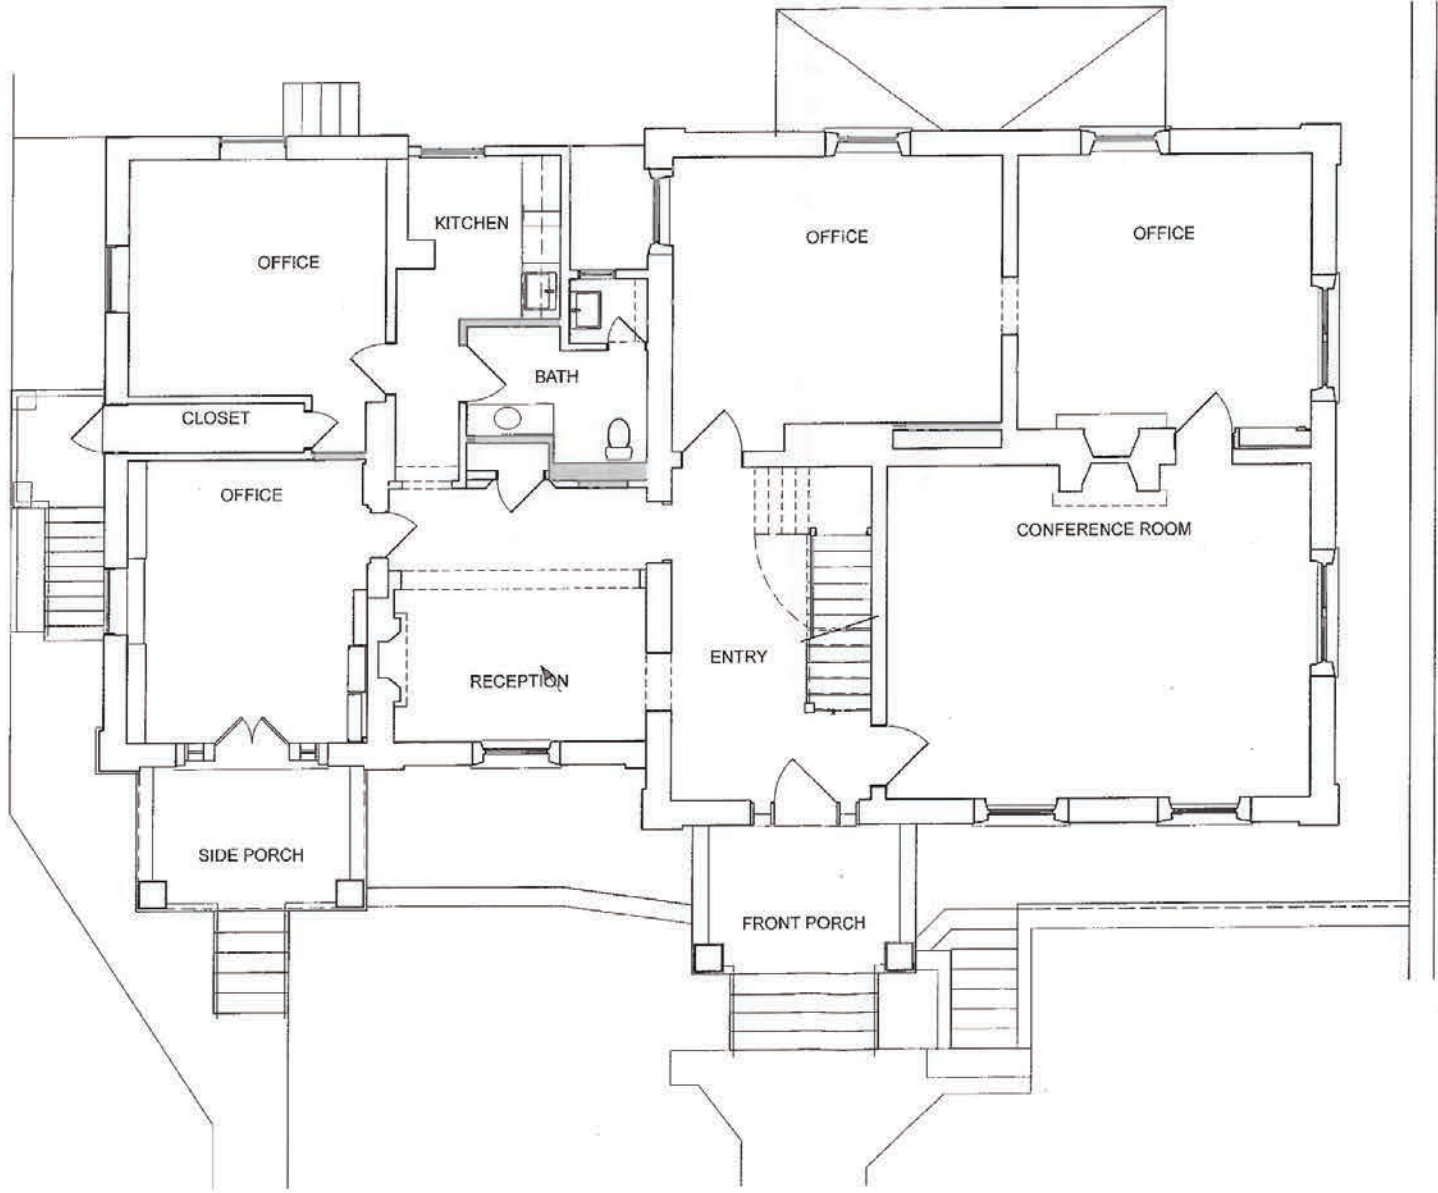 KITCHEN
OFFICE
OFFICE
OFFICE
BATH
CLOSET
OFFICE
CONFERENCE ROOM
ENTRY
RECEPTION
SIDE PORCH
FRONT PORCH